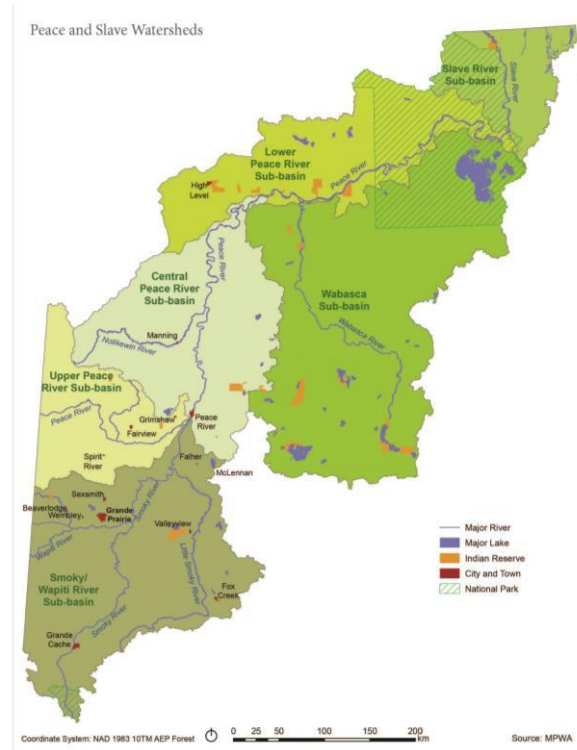 Peace and Slave Watersheds
Slave River
Sub-basin
Slave River
Lower
Peace River
Sub-basin
Peace River
High
Level
Peace River
Central
Peace River
Sub-basin
Wabasca
Sub-basin
Wabasca River
Manning
Notikewin River
Upper Peace
River Sub-basin
Peace River
Grimshaw
Fairview
Peace
River
Spirit
River
Falher
McLennan
Sexsmith
Beaverlodge
Wembley
Grande
Prairie
Smoky River
Wapiti River
Valleyview
Little Smoky River
Smoky/
Wapiti River
Sub-basin
Smoky River
Fox
Creek
Grande
Cache
Major River
Major Lake
Indian Reserve
City and Town
National Park
Coordinate System: NAD 1983 10TM AEP Forest
0 50 100 150 200
km
Source: MPWA